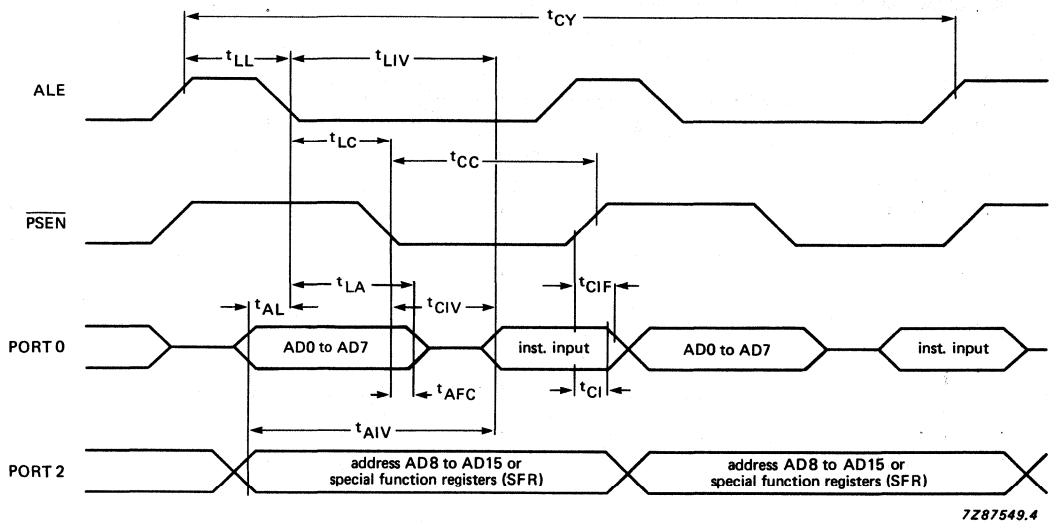 tCY
tLL
tLIV
ALE
tLC
tCC
PSEN
tLA
tCIF
tAL
tCIV
PORT 0
AD0 to AD7
inst. input
AD0 to AD7
inst. input
tAFC
tCI
tAIV
PORT 2
address AD8 to AD15 or
special function registers (SFR)
address AD8 to AD15 or
special function registers (SFR)
7Z87549.4